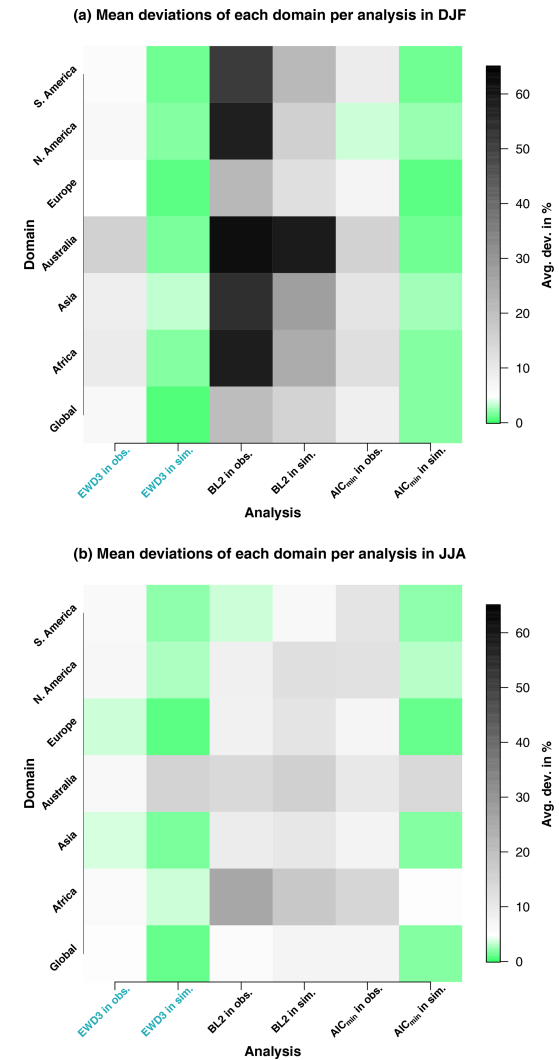 (a) Mean deviations of each domain per analysis in DJF
S. America
N. America
Europe
Australia
Asia
Africa
Global
Domain
EWD3 in obs.
EWD3 in sim.
BL2 in obs.
BL2 in sim.
AICmin in obs.
AICmin in sim.
Analysis
60
50
40
30
20
10
0
Avg. dev. in %
(b) Mean deviations of each domain per analysis in JJA
S. America
N. America
Europe
Australia
Asia
Africa
Global
Domain
EWD3 in obs.
EWD3 in sim.
BL2 in obs.
BL2 in sim.
AICmin in obs.
AICmin in sim.
Analysis
60
50
40
30
20
10
0
Avg. dev. in %